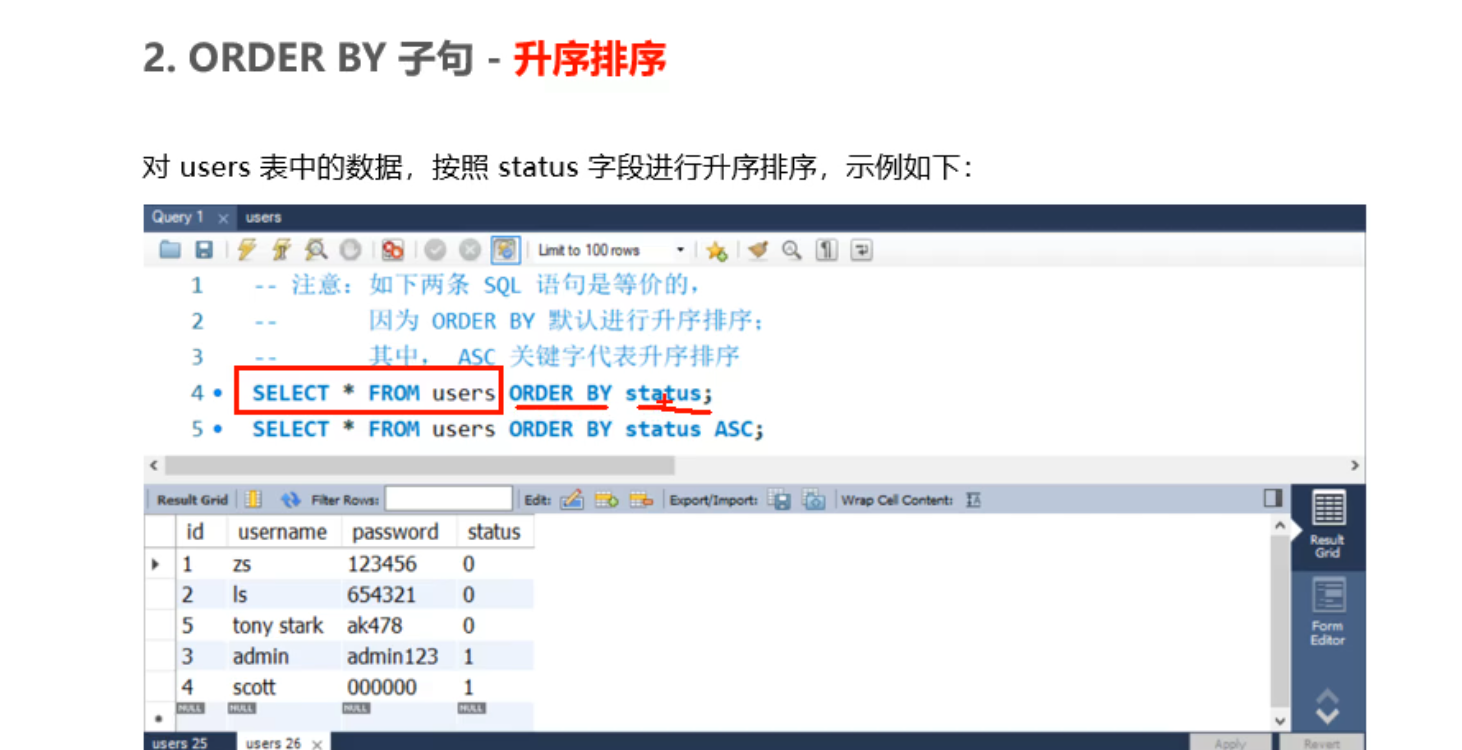 2. ORDER BY 子句 - 升序排序
对 users 表中的数据，按照 status 字段进行升序排序，示例如下：
Query 1 × users
Limit to 100 rows
1 -- 注意：如下两条 SQL 语句是等价的，
2 -- 因为 ORDER BY 默认进行升序排序；
3 -- 其中， ASC 关键字代表升序排序
4 • SELECT * FROM users ORDER BY status;
5 • SELECT * FROM users ORDER BY status ASC;
Result Grid Filter Rows: Edit: Export/Import: Wrap Cell Content:
id username password status
1 zs 123456 0
2 ls 654321 0
5 tony stark ak478 0
3 admin admin123 1
4 scott 000000 1
NULL NULL NULL NULL
Result
Grid
Form
Editor
users 25 users 26 × Apply Revert